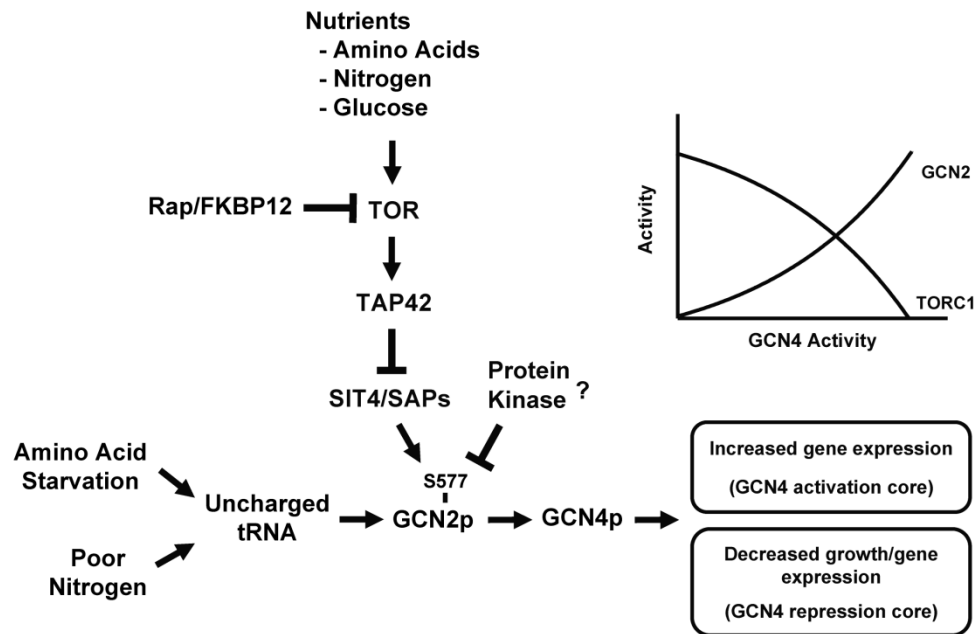 Nutrients
- Amino Acids
- Nitrogen
- Glucose
Rap/FKBP12
TOR
TAP42
SIT4/SAPs
Protein
Kinase ?
Amino Acid
Starvation
Poor
Nitrogen
Uncharged
tRNA
S577
GCN2p
GCN4p
Activity
GCN2
TORC1
GCN4 Activity
Increased gene expression
(GCN4 activation core)
Decreased growth/gene
expression
(GCN4 repression core)